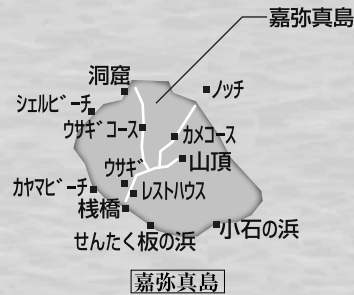 嘉弥真島
洞窟
ノッチ
シェルビーチ
ウサギコース
カメコース
ウサギ
山頂
カヤマビーチ
レストハウス
桟橋
せんたく板の浜
小石の浜
嘉弥真島